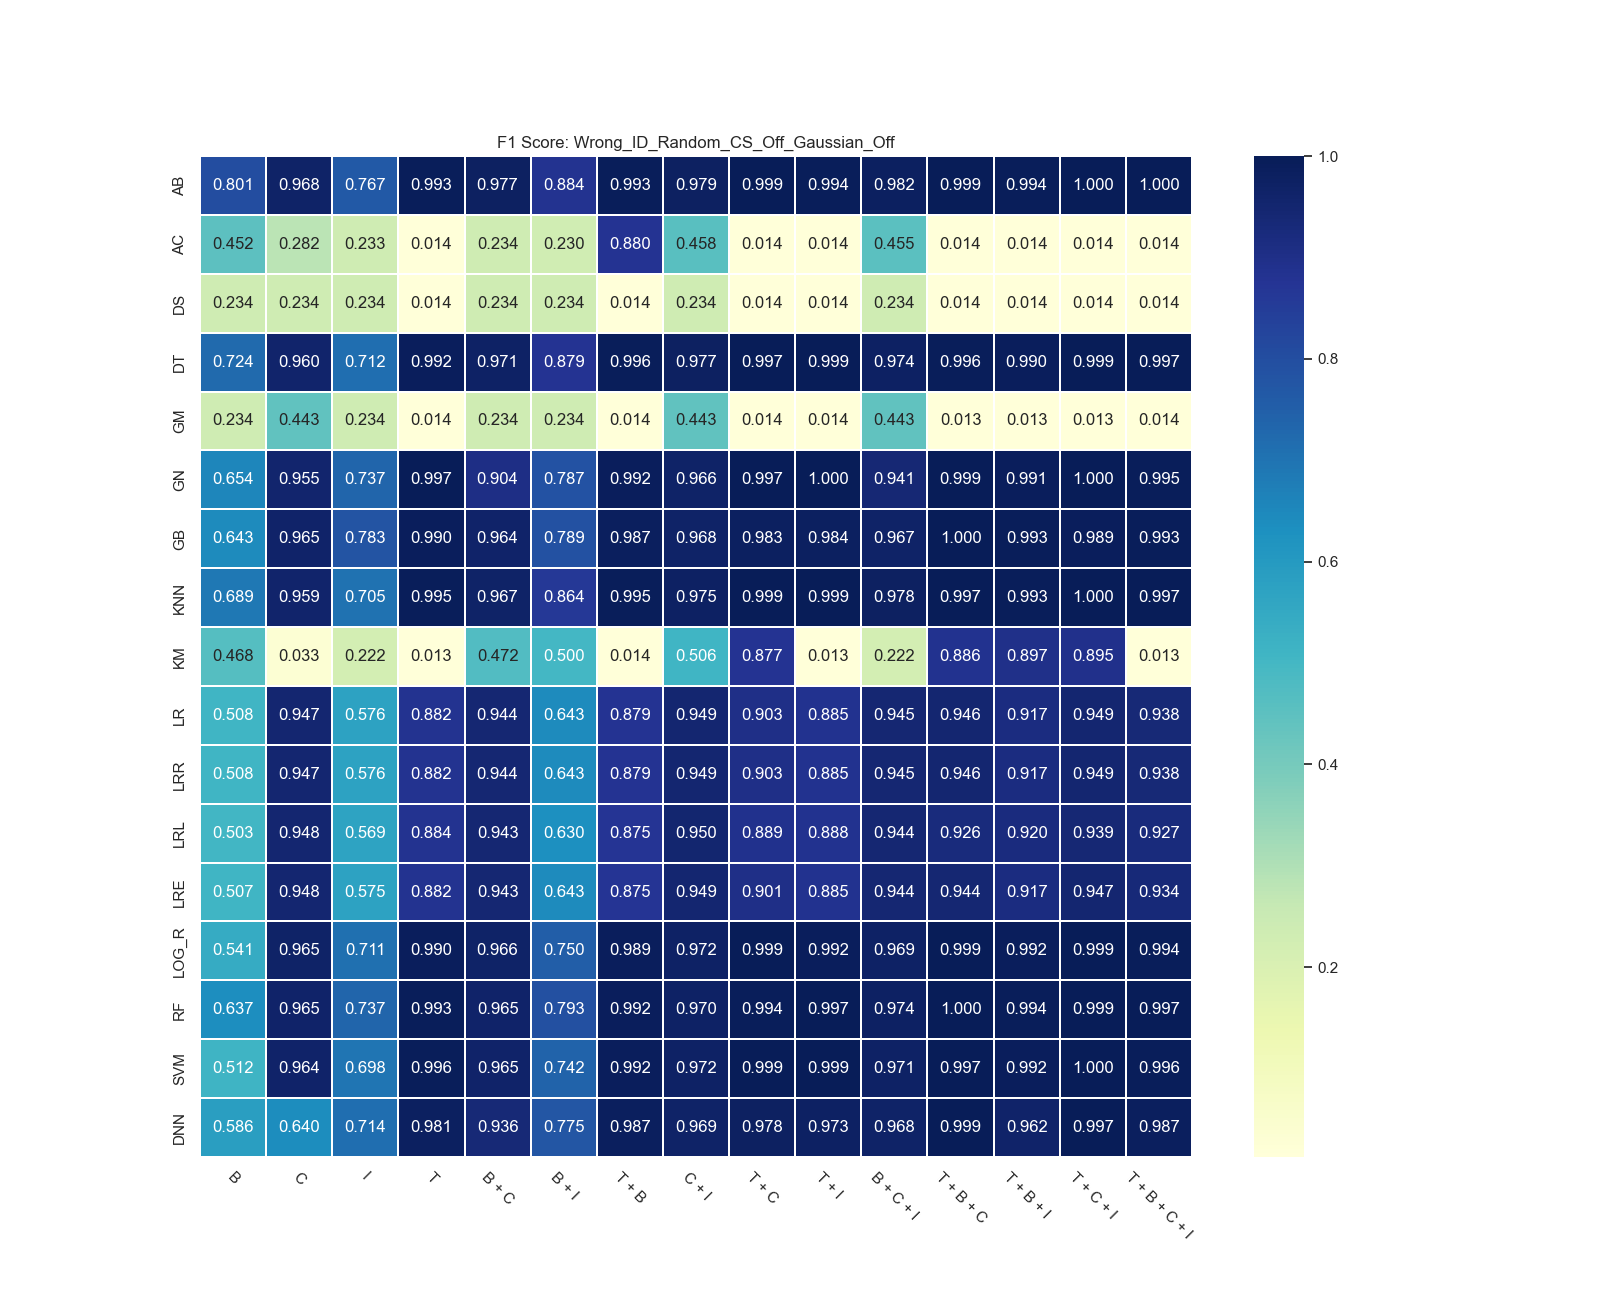 F1 Score: Wrong_ID_Random_CS_Off_Gaussian_Off
AB 0.801 0.968 0.767 0.993 0.977 0.884 0.993 0.979 0.999 0.994 0.982 0.999 0.994 1.000 1.000
AC 0.452 0.282 0.233 0.014 0.234 0.230 0.880 0.458 0.014 0.014 0.455 0.014 0.014 0.014 0.014
DS 0.234 0.234 0.234 0.014 0.234 0.234 0.014 0.234 0.014 0.014 0.234 0.014 0.014 0.014 0.014
DT 0.724 0.960 0.712 0.992 0.971 0.879 0.996 0.977 0.997 0.999 0.974 0.996 0.990 0.999 0.997
GM 0.234 0.443 0.234 0.014 0.234 0.234 0.014 0.443 0.014 0.014 0.443 0.013 0.013 0.013 0.014
GN 0.654 0.955 0.737 0.997 0.904 0.787 0.992 0.966 0.997 1.000 0.941 0.999 0.991 1.000 0.995
GB 0.643 0.965 0.783 0.990 0.964 0.789 0.987 0.968 0.983 0.984 0.967 1.000 0.993 0.989 0.993
KNN 0.689 0.959 0.705 0.995 0.967 0.864 0.995 0.975 0.999 0.999 0.978 0.997 0.993 1.000 0.997
KM 0.468 0.033 0.222 0.013 0.472 0.500 0.014 0.506 0.877 0.013 0.222 0.886 0.897 0.895 0.013
LR 0.508 0.947 0.576 0.882 0.944 0.643 0.879 0.949 0.903 0.885 0.945 0.946 0.917 0.949 0.938
LRR 0.508 0.947 0.576 0.882 0.944 0.643 0.879 0.949 0.903 0.885 0.945 0.946 0.917 0.949 0.938
LRL 0.503 0.948 0.569 0.884 0.943 0.630 0.875 0.950 0.889 0.888 0.944 0.926 0.920 0.939 0.927
LRE 0.507 0.948 0.575 0.882 0.943 0.643 0.875 0.949 0.901 0.885 0.944 0.944 0.917 0.947 0.934
LOG_R 0.541 0.965 0.711 0.990 0.966 0.750 0.989 0.972 0.999 0.992 0.969 0.999 0.992 0.999 0.994
RF 0.637 0.965 0.737 0.993 0.965 0.793 0.992 0.970 0.994 0.997 0.974 1.000 0.994 0.999 0.997
SVM 0.512 0.964 0.698 0.996 0.965 0.742 0.992 0.972 0.999 0.999 0.971 0.997 0.992 1.000 0.996
DNN 0.586 0.640 0.714 0.981 0.936 0.775 0.987 0.969 0.978 0.973 0.968 0.999 0.962 0.997 0.987
B C I T B + C B + I T + B C + I T + C T + I B + C + I T + B + C T + B + I T + C + I T + B + C + I
1.0
0.8
0.6
0.4
0.2